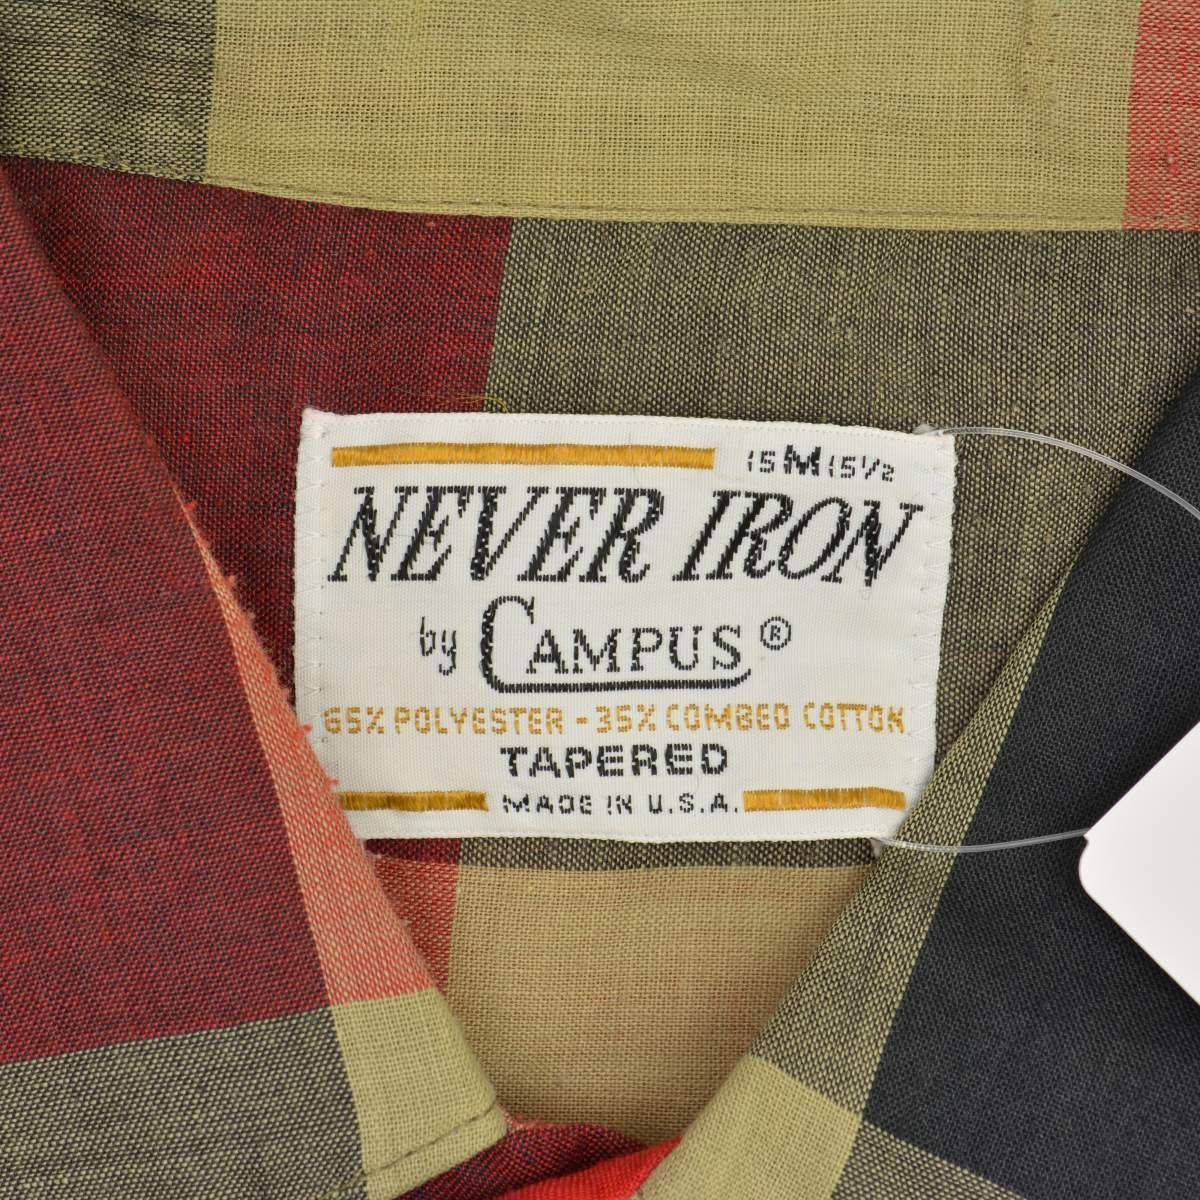 15 M 15½
NEVER IRON
by CAMPUS ®
65% POLYESTER - 35% COMBED COTTON
TAPERED
MADE IN U.S.A.